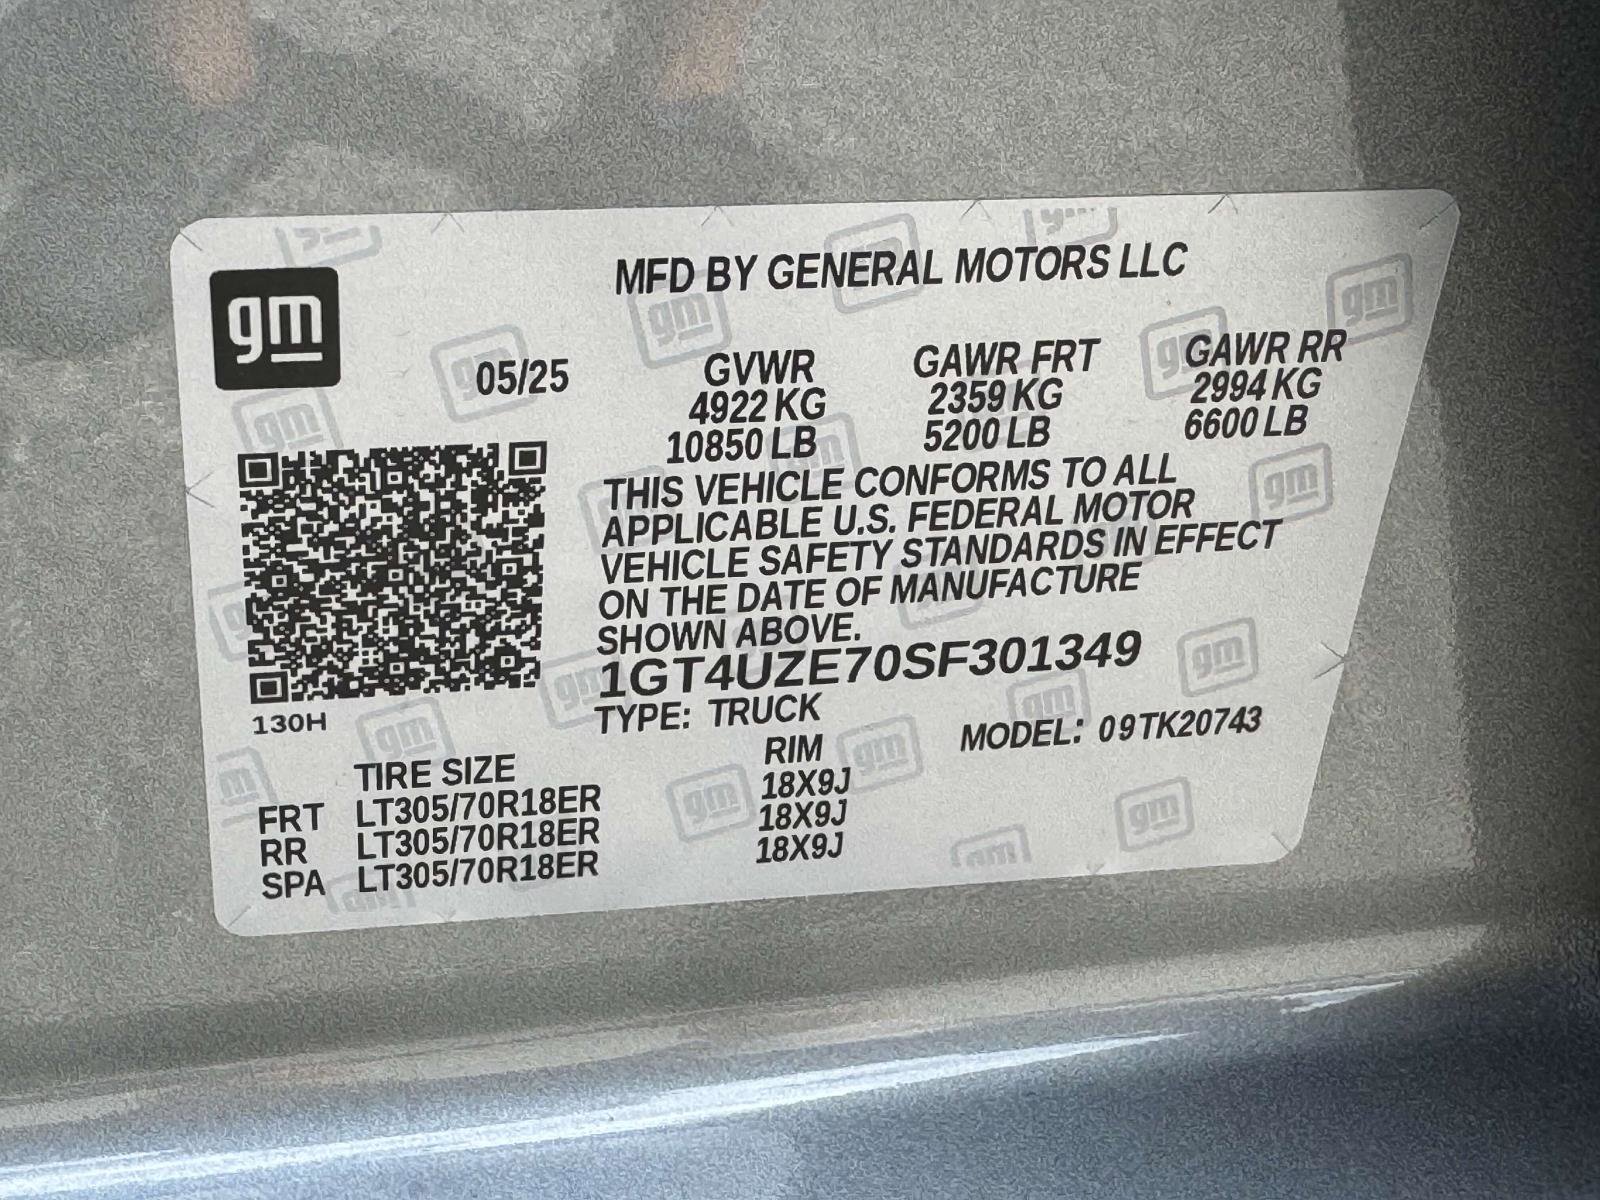 gm
MFD BY GENERAL MOTORS LLC
05/25
GVWR GAWR FRT GAWR RR
4922 KG 2359 KG 2994 KG
10850 LB 5200 LB 6600 LB
THIS VEHICLE CONFORMS TO ALL
APPLICABLE U.S. FEDERAL MOTOR
VEHICLE SAFETY STANDARDS IN EFFECT
ON THE DATE OF MANUFACTURE
SHOWN ABOVE.
1GT4UZE70SF301349
130H
TYPE: TRUCK MODEL: 09TK20743
TIRE SIZE RIM
FRT LT305/70R18ER 18X9J
RR LT305/70R18ER 18X9J
SPA LT305/70R18ER 18X9J